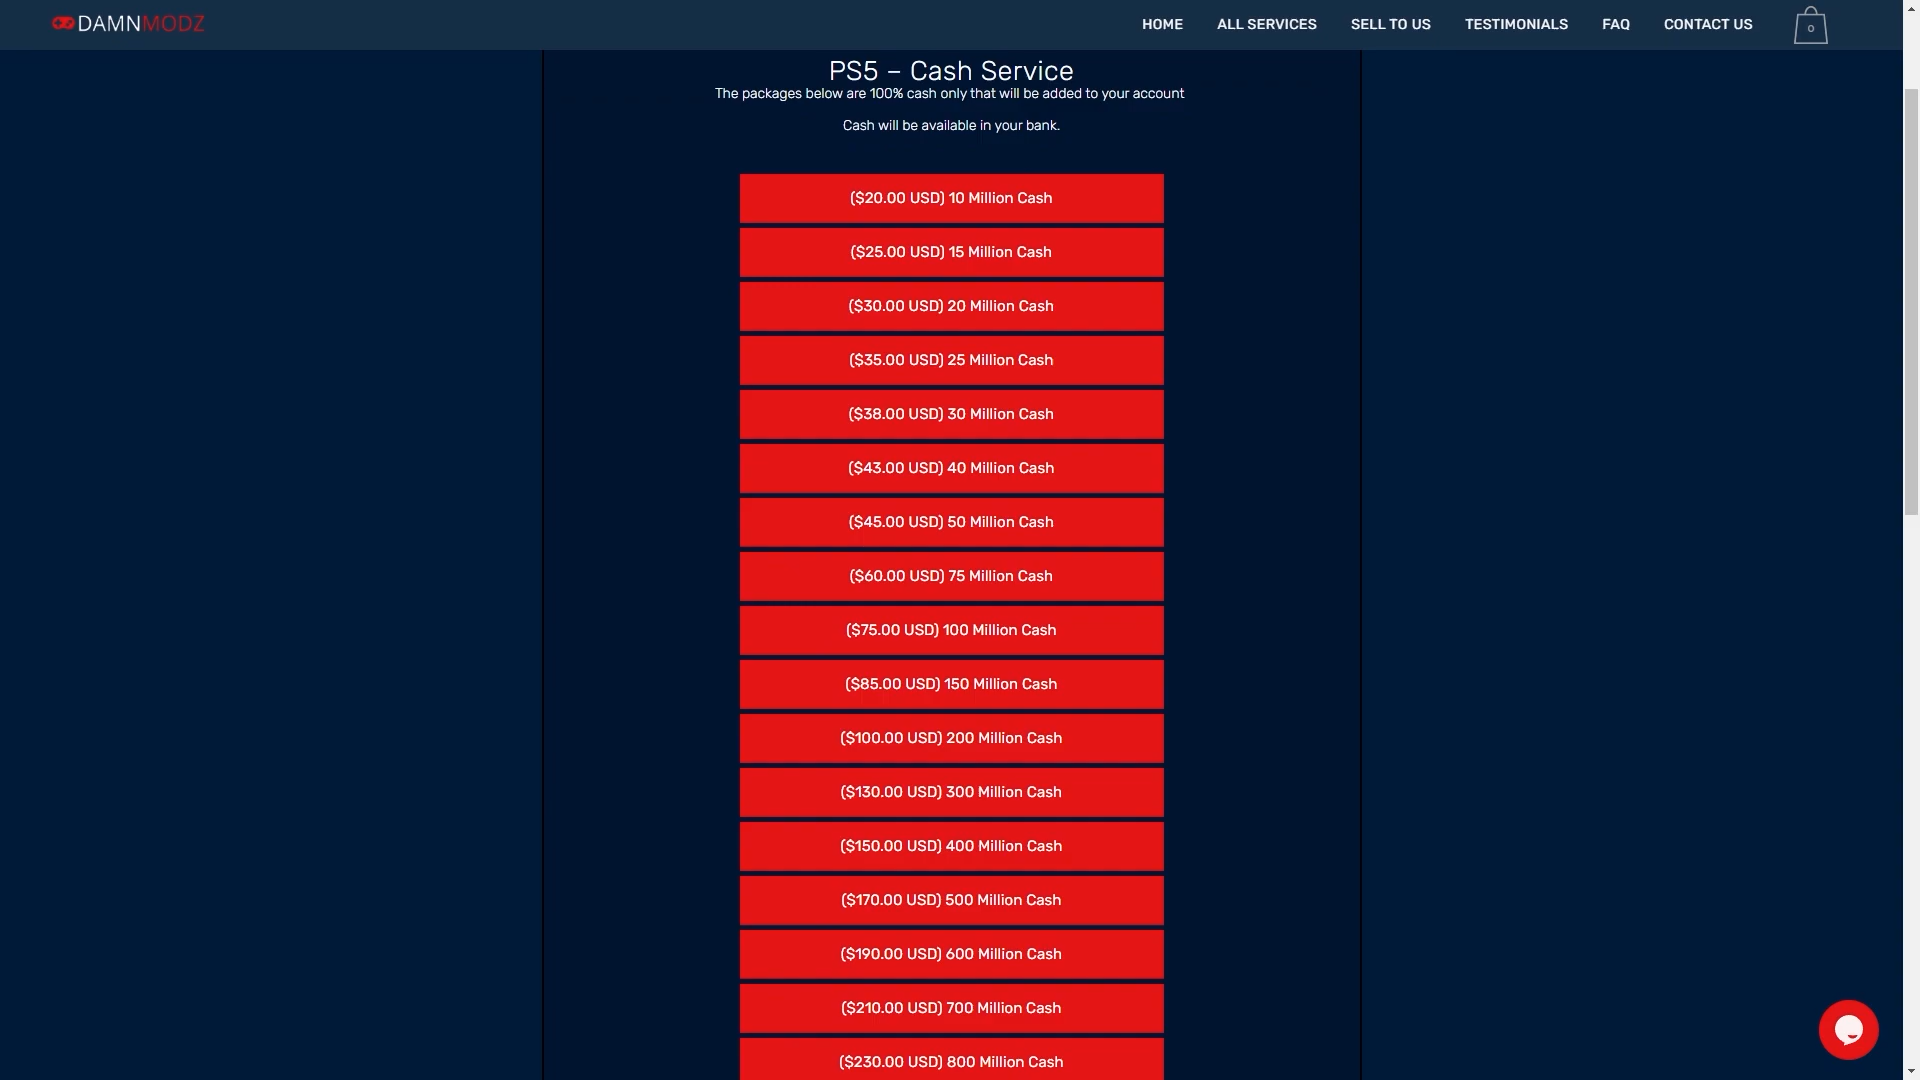 DAMNMODZ
HOME ALL SERVICES SELL TO US TESTIMONIALS FAQ CONTACT US 0
PS5 – Cash Service
The packages below are 100% cash only that will be added to your account
Cash will be available in your bank.
($20.00 USD) 10 Million Cash
($25.00 USD) 15 Million Cash
($30.00 USD) 20 Million Cash
($35.00 USD) 25 Million Cash
($38.00 USD) 30 Million Cash
($43.00 USD) 40 Million Cash
($45.00 USD) 50 Million Cash
($60.00 USD) 75 Million Cash
($75.00 USD) 100 Million Cash
($85.00 USD) 150 Million Cash
($100.00 USD) 200 Million Cash
($130.00 USD) 300 Million Cash
($150.00 USD) 400 Million Cash
($170.00 USD) 500 Million Cash
($190.00 USD) 600 Million Cash
($210.00 USD) 700 Million Cash
($230.00 USD) 800 Million Cash